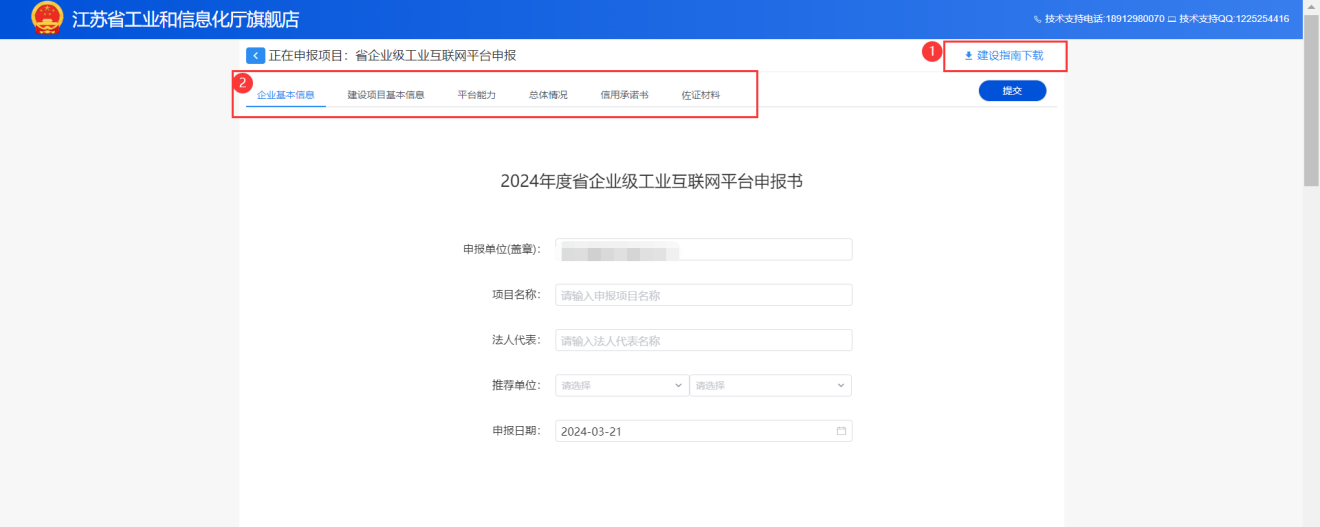 江苏省工业和信息化厅旗舰店
技术支持电话:18912980070 技术支持QQ:1225254416
正在申报项目：省企业级工业互联网平台申报
1
建设指南下载
2
企业基本信息 建设项目基本信息 平台能力 总体情况 信用承诺书 佐证材料
提交
2024年度省企业级工业互联网平台申报书
申报单位(盖章):
项目名称: 请输入申报项目名称
法人代表: 请输入法人代表名称
推荐单位: 请选择 请选择
申报日期: 2024-03-21